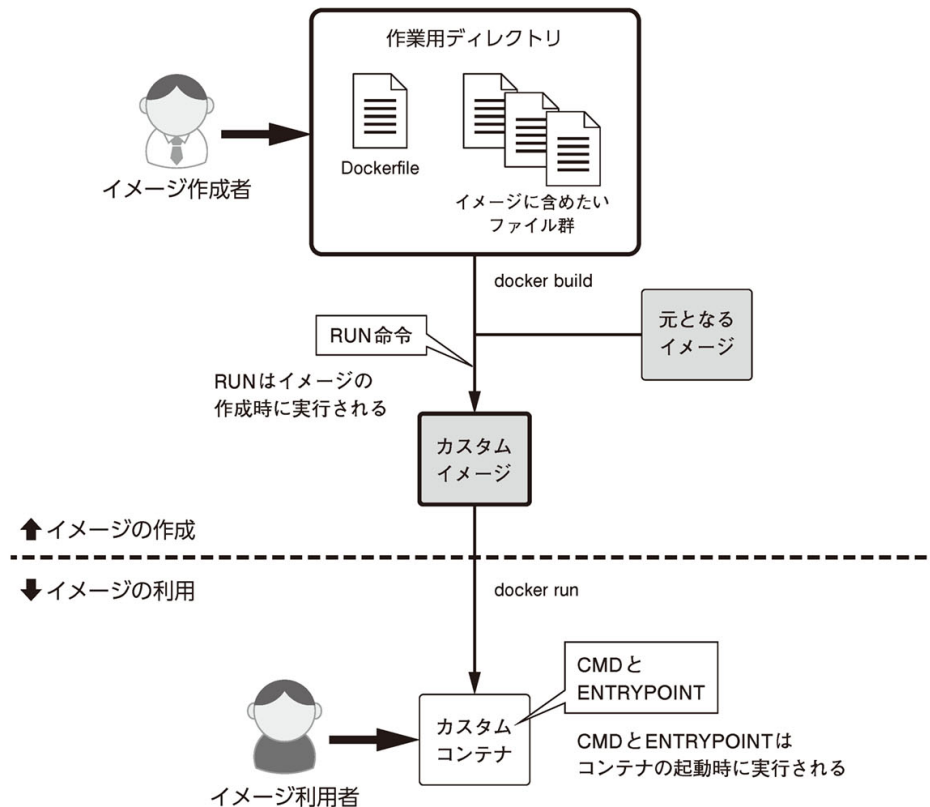 作業用ディレクトリ
Dockerfile
イメージに含めたい
ファイル群
イメージ作成者
docker build
元となる
イメージ
RUN命令
RUNはイメージの
作成時に実行される
カスタム
イメージ
イメージの作成
イメージの利用
docker run
CMDと
ENTRYPOINT
カスタム
コンテナ
CMDとENTRYPOINTは
コンテナの起動時に実行される
イメージ利用者